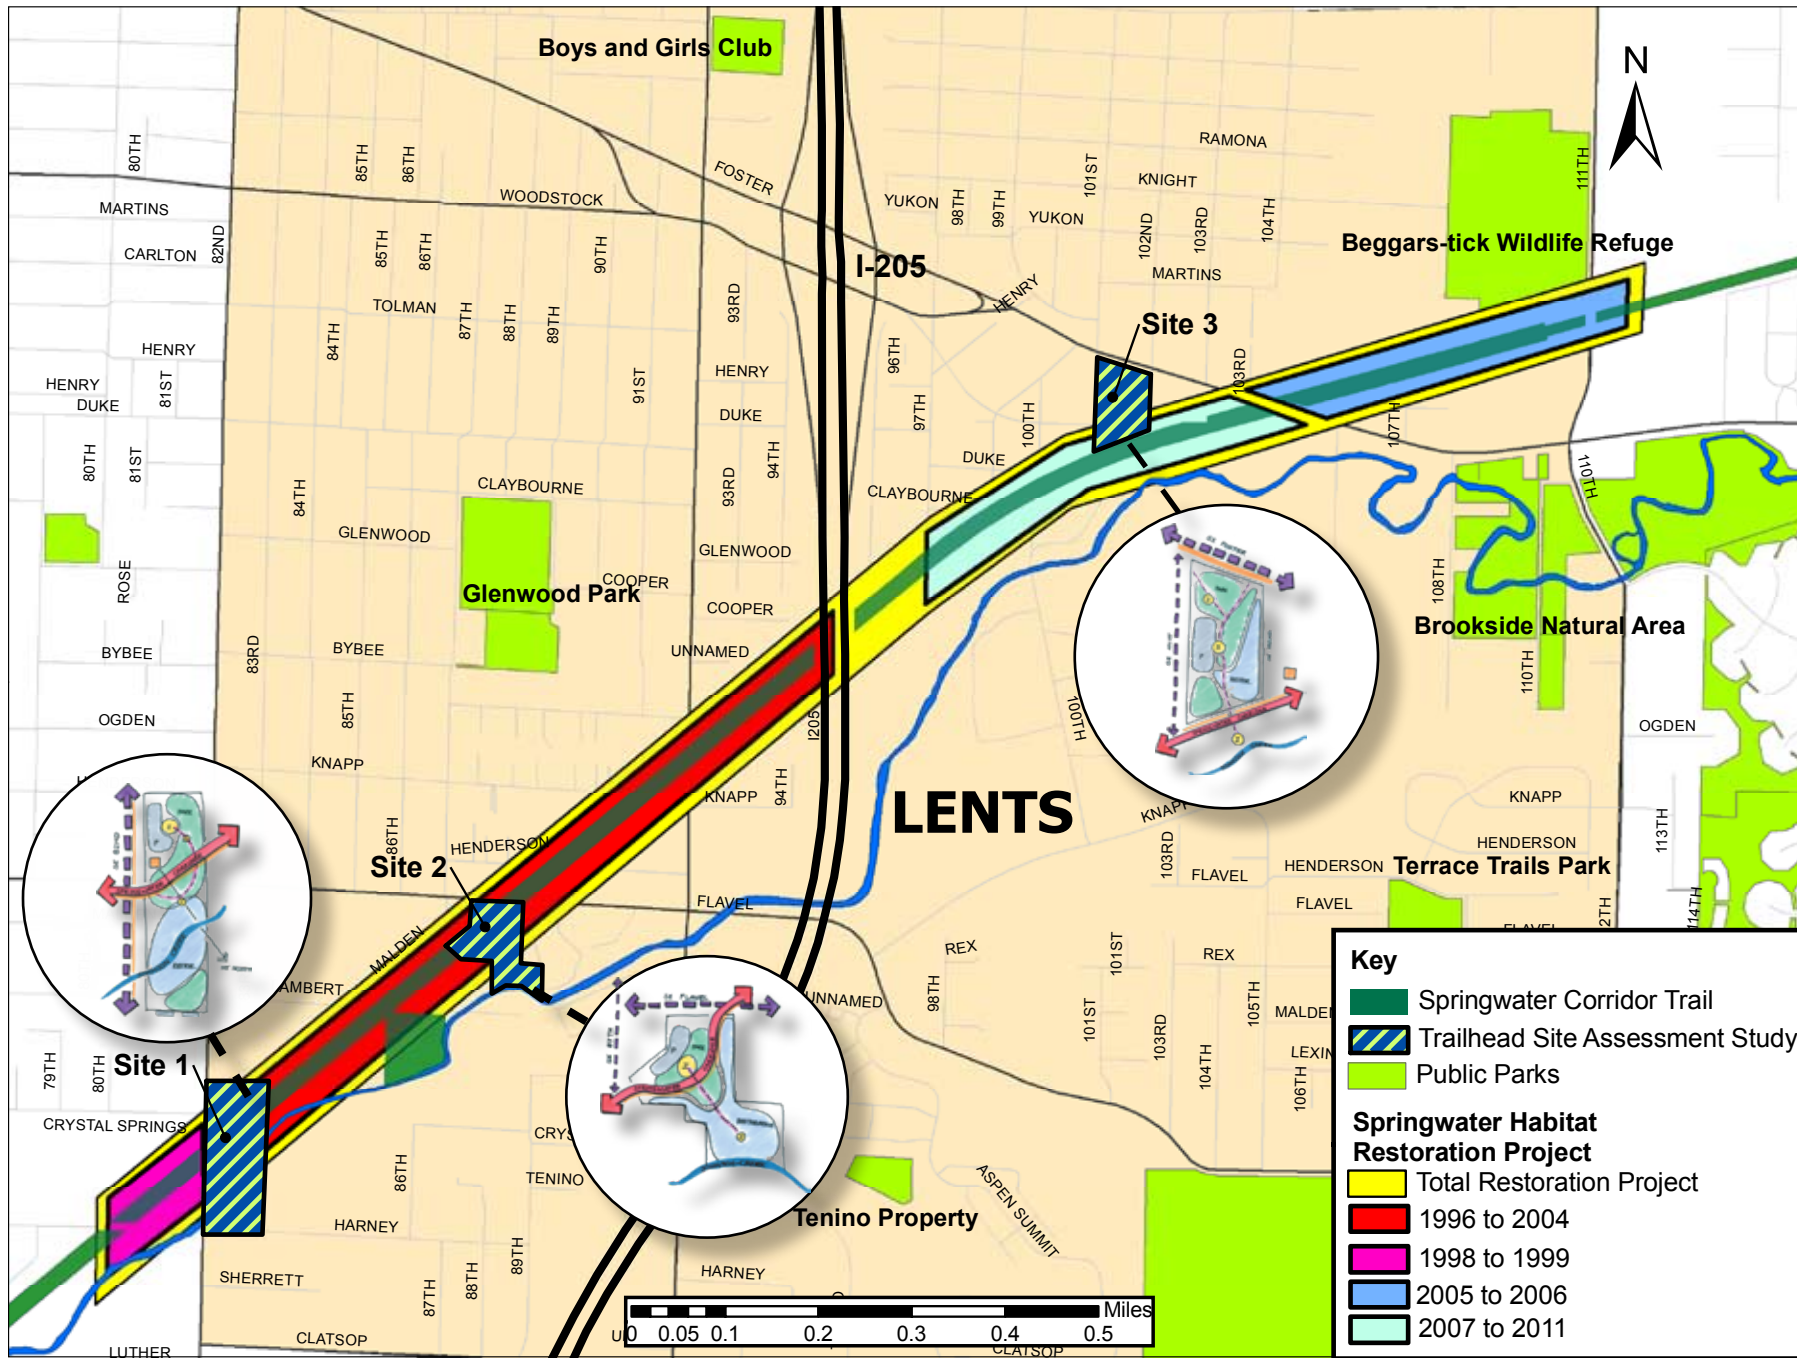 Boys and Girls Club
N
80TH
85TH
86TH
FOSTER
101ST
RAMONA
KNIGHT
111TH
WOODSTOCK
MARTINS
82ND
YUKON
98TH
99TH
YUKON
102ND
103RD
104TH
CARLTON
85TH
86TH
90TH
Beggars-tick Wildlife Refuge
I-205
MARTINS
TOLMAN
87TH
88TH
89TH
93RD
HENRY
84TH
Site 3
HENRY
96TH
HENRY
103RD
HENRY
DUKE
81ST
91ST
DUKE
97TH
100TH
107TH
80TH
81ST
84TH
CLAYBOURNE
93RD
94TH
DUKE
CLAYBOURNE
110TH
GLENWOOD
GLENWOOD
ROSE
Glenwood Park
COOPER
COOPER
108TH
Brookside Natural Area
BYBEE
83RD
BYBEE
UNNAMED
110TH
OGDEN
85TH
I205
100TH
OGDEN
KNAPP
KNAPP
94TH
LENTS
KNAPP
KNAPP
86TH
HENDERSON
Site 2
103RD
HENDERSON
HENDERSON
113TH
Terrace Trails Park
FLAVEL
FLAVEL
FLAVEL
114TH
MALDEN
REX
101ST
REX
AMBERT
UNNAMED
98TH
101ST
103RD
105TH
104TH
106TH
Site 1
79TH
80TH
CRYSTAL SPRINGS
86TH
TENINO
ASPEN SUMMIT
Tenino Property
HARNEY
89TH
88TH
87TH
SHERRETT
HARNEY
CLATSOP
CLATSOP
LUTHER
Miles
0 0.05 0.1 0.2 0.3 0.4 0.5
Key
Springwater Corridor Trail
Trailhead Site Assessment Study
Public Parks
Springwater Habitat
Restoration Project
Total Restoration Project
1996 to 2004
1998 to 1999
2005 to 2006
2007 to 2011